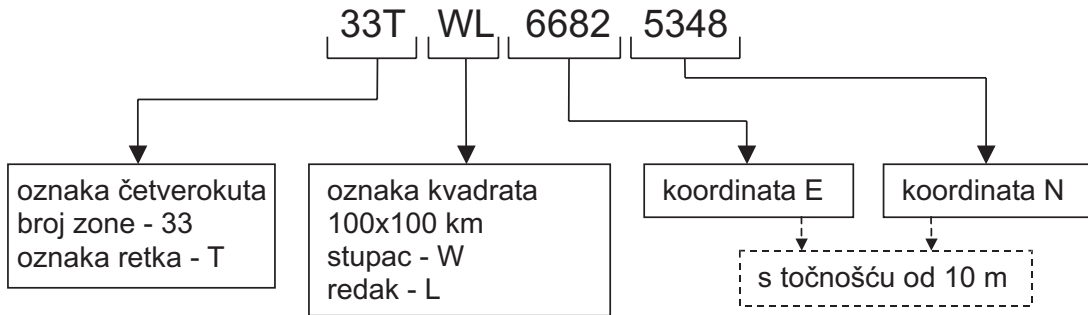 33T WL 6682 5348
oznaka četverokuta
broj zone - 33
oznaka retka - T
oznaka kvadrata
100x100 km
stupac - W
redak - L
koordinata E
koordinata N
s točnošću od 10 m